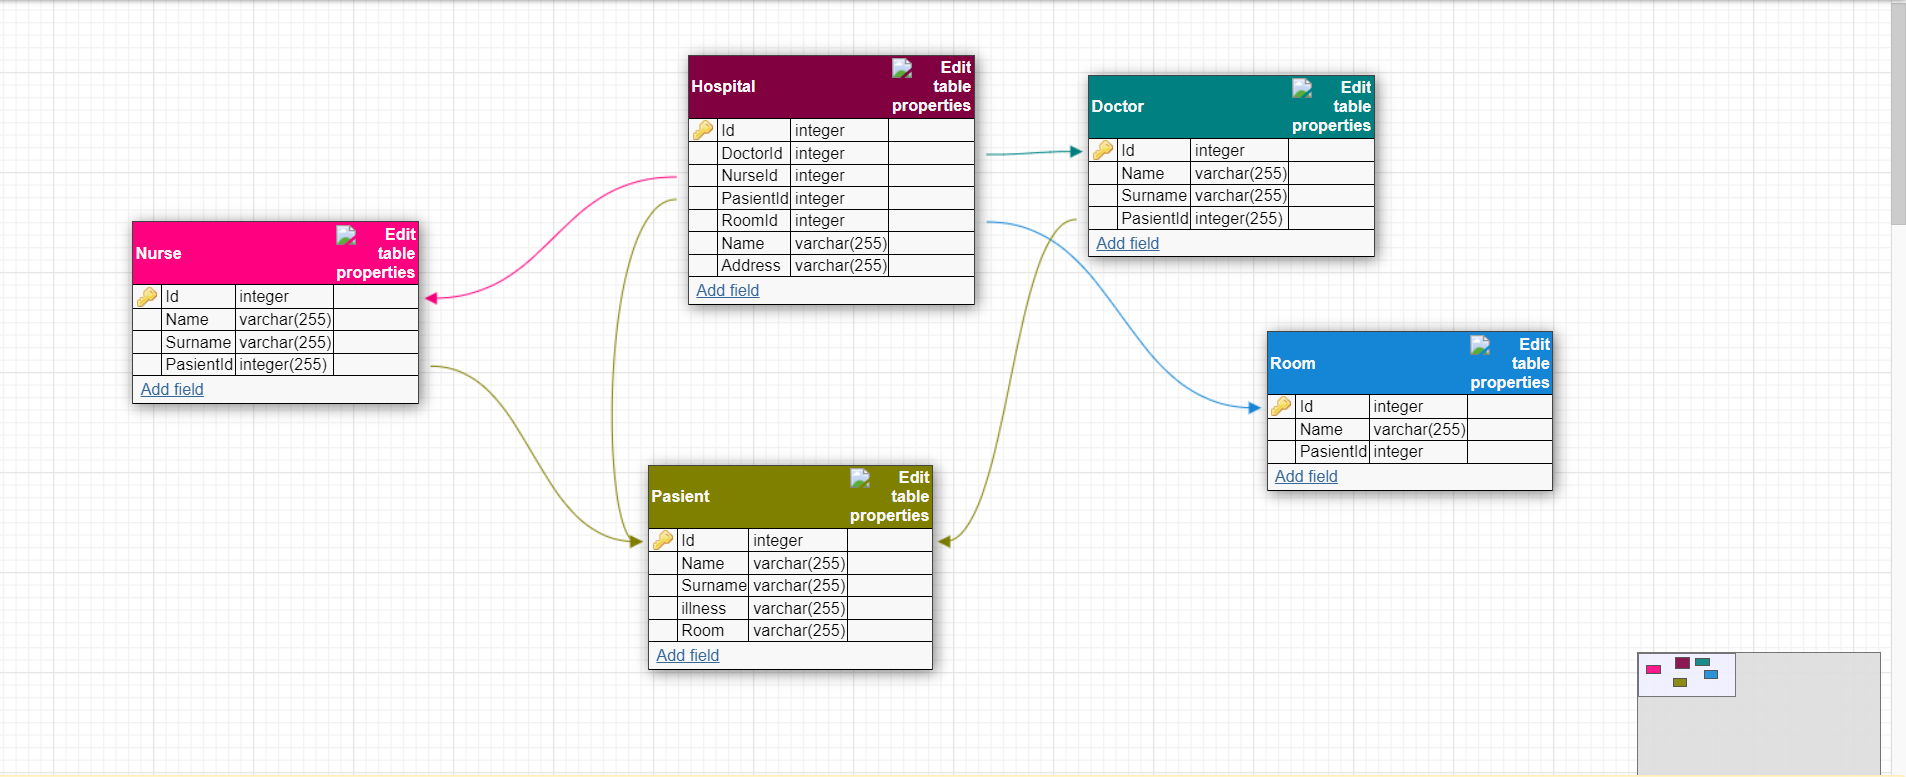 Hospital
Edit
table
properties
Id integer
DoctorId integer
NurseId integer
PasientId integer
RoomId integer
Name varchar(255)
Address varchar(255)
Add field
Doctor
Edit
table
properties
Id integer
Name varchar(255)
Surname varchar(255)
PasientId integer(255)
Add field
Nurse
Edit
table
properties
Id integer
Name varchar(255)
Surname varchar(255)
PasientId integer(255)
Add field
Room
Edit
table
properties
Id integer
Name varchar(255)
PasientId integer
Add field
Pasient
Edit
table
properties
Id integer
Name varchar(255)
Surname varchar(255)
illness varchar(255)
Room varchar(255)
Add field